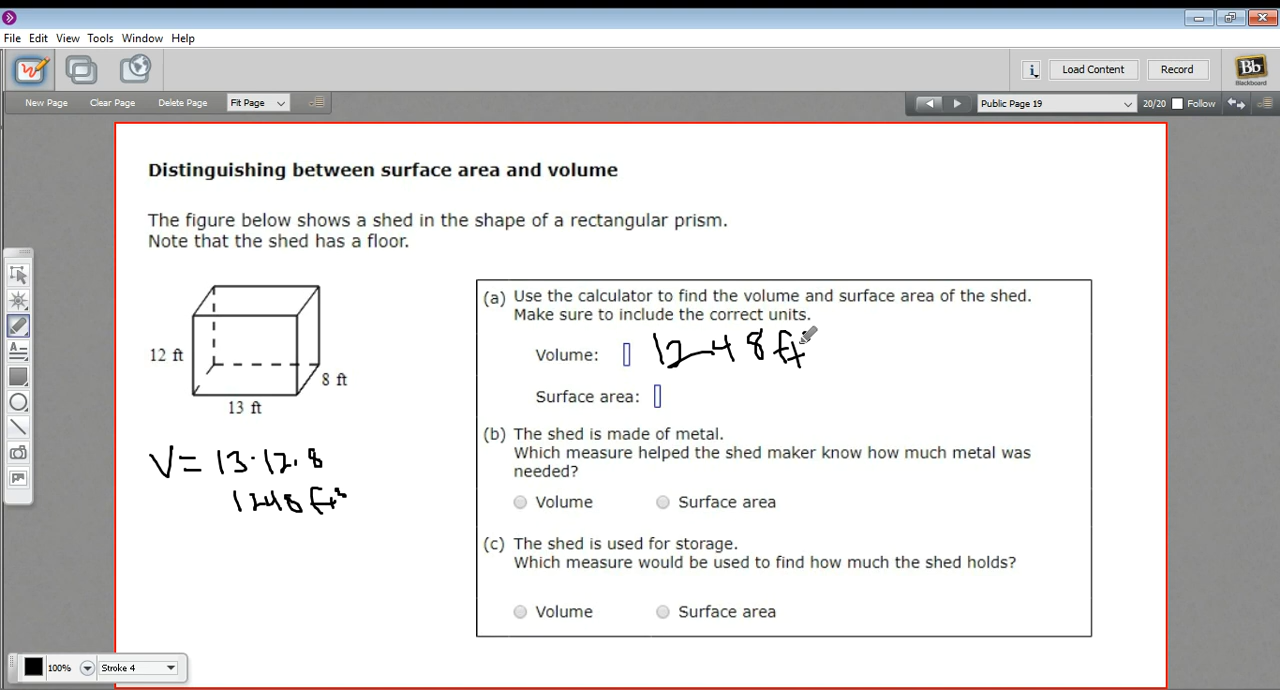 File Edit View Tools Window Help
Load Content Record Bb
Blackboard
New Page Clear Page Delete Page Fit Page Public Page 19 20/20 Follow
Distinguishing between surface area and volume
The figure below shows a shed in the shape of a rectangular prism.
Note that the shed has a floor.
12 ft
8 ft
13 ft
V = 13 · 12 · 8
1248 ft³
(a) Use the calculator to find the volume and surface area of the shed.
Make sure to include the correct units.
Volume: 1248 ft
Surface area:
(b) The shed is made of metal.
Which measure helped the shed maker know how much metal was
needed?
Volume Surface area
(c) The shed is used for storage.
Which measure would be used to find how much the shed holds?
Volume Surface area
100% Stroke 4